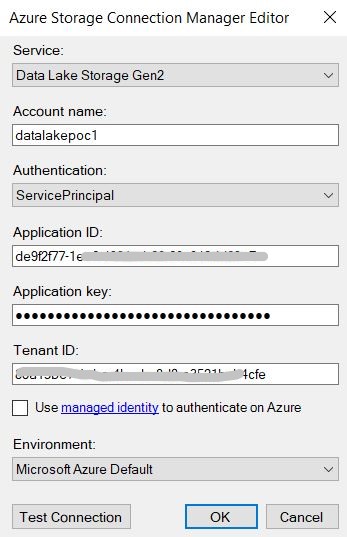 Azure Storage Connection Manager Editor
Service:
Data Lake Storage Gen2
Account name:
datalakepoc1
Authentication:
ServicePrincipal
Application ID:
de9f2f77-1e
Application key:
●●●●●●●●●●●●●●●●●●●●●●●●●●●●●●●●
Tenant ID:
4cfe
Use managed identity to authenticate on Azure
Environment:
Microsoft Azure Default
Test Connection
OK
Cancel